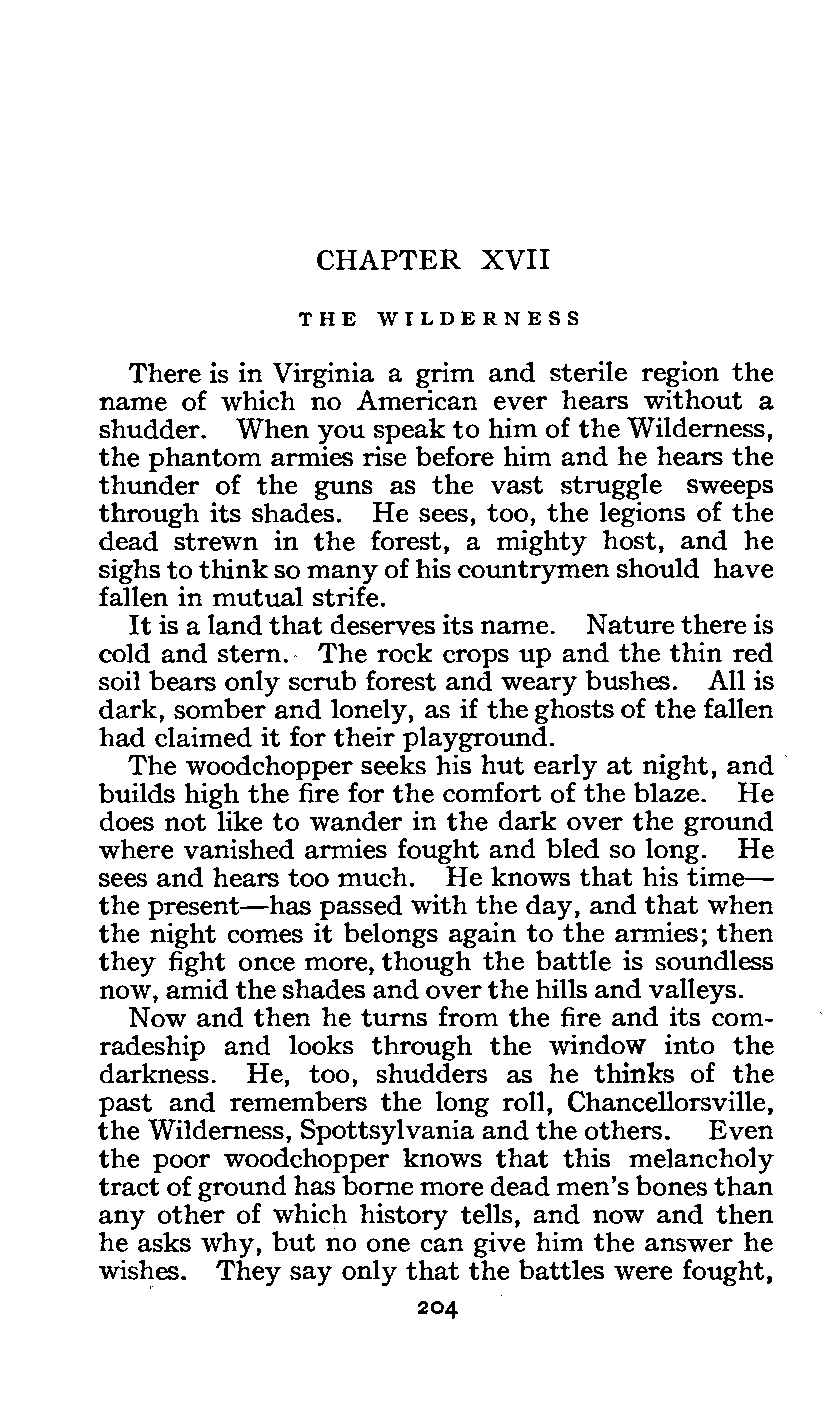 CHAPTER XVII
THE WILDERNESS
There is in Virginia a grim and sterile region the
name of which no American ever hears without a
shudder. When you speak to him of the Wilderness,
the phantom armies rise before him and he hears the
thunder of the guns as the vast struggle sweeps
through its shades. He sees, too, the legions of the
dead strewn in the forest, a mighty host, and he
sighs to think so many of his countrymen should have
fallen in mutual strife.
It is a land that deserves its name. Nature there is
cold and stern. The rock crops up and the thin red
soil bears only scrub forest and weary bushes. All is
dark, somber and lonely, as if the ghosts of the fallen
had claimed it for their playground.
The woodchopper seeks his hut early at night, and
builds high the fire for the comfort of the blaze. He
does not like to wander in the dark over the ground
where vanished armies fought and bled so long. He
sees and hears too much. He knows that his time—
the present—has passed with the day, and that when
the night comes it belongs again to the armies; then
they fight once more, though the battle is soundless
now, amid the shades and over the hills and valleys.
Now and then he turns from the fire and its com-
radeship and looks through the window into the
darkness. He, too, shudders as he thinks of the
past and remembers the long roll, Chancellorsville,
the Wilderness, Spottsylvania and the others. Even
the poor woodchopper knows that this melancholy
tract of ground has borne more dead men's bones than
any other of which history tells, and now and then
he asks why, but no one can give him the answer he
wishes. They say only that the battles were fought,
204